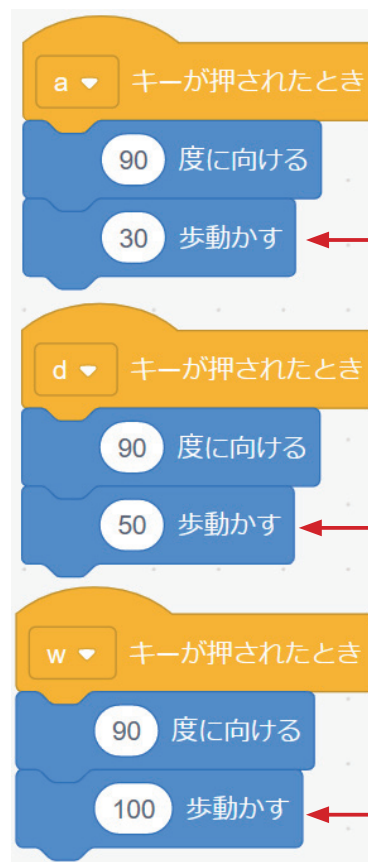 a キーが押されたとき
90 度に向ける
30 歩動かす
d キーが押されたとき
90 度に向ける
50 歩動かす
w キーが押されたとき
90 度に向ける
100 歩動かす